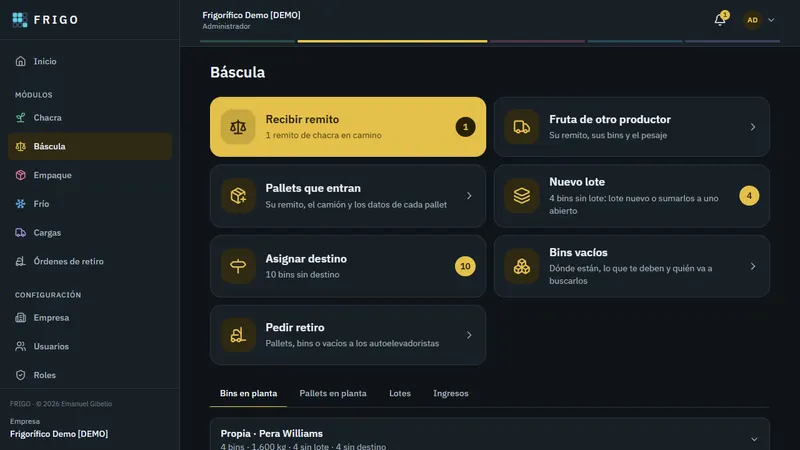 FRIGO
Frigorífico Demo [DEMO]
Administrador
1
AD
Inicio
MÓDULOS
Chacra
Báscula
Empaque
Frío
Cargas
Órdenes de retiro
CONFIGURACIÓN
Empresa
Usuarios
Roles
FRIGO · © 2026 Emanuel Gibelio
Empresa
Frigorífico Demo [DEMO]
Báscula
Recibir remito
1 remito de chacra en camino
1
Fruta de otro productor
Su remito, sus bins y el pesaje
Pallets que entran
Su remito, el camión y los datos de cada pallet
Nuevo lote
4 bins sin lote: lote nuevo o sumarlos a uno
abierto
4
Asignar destino
10 bins sin destino
10
Bins vacíos
Dónde están, lo que te deben y quién va a
buscarlos
Pedir retiro
Pallets, bins o vacíos a los autoelevadoristas
Bins en planta
Pallets en planta
Lotes
Ingresos
Propia · Pera Williams
4 bins · 1.600 kg · 4 sin lote · 4 sin destino